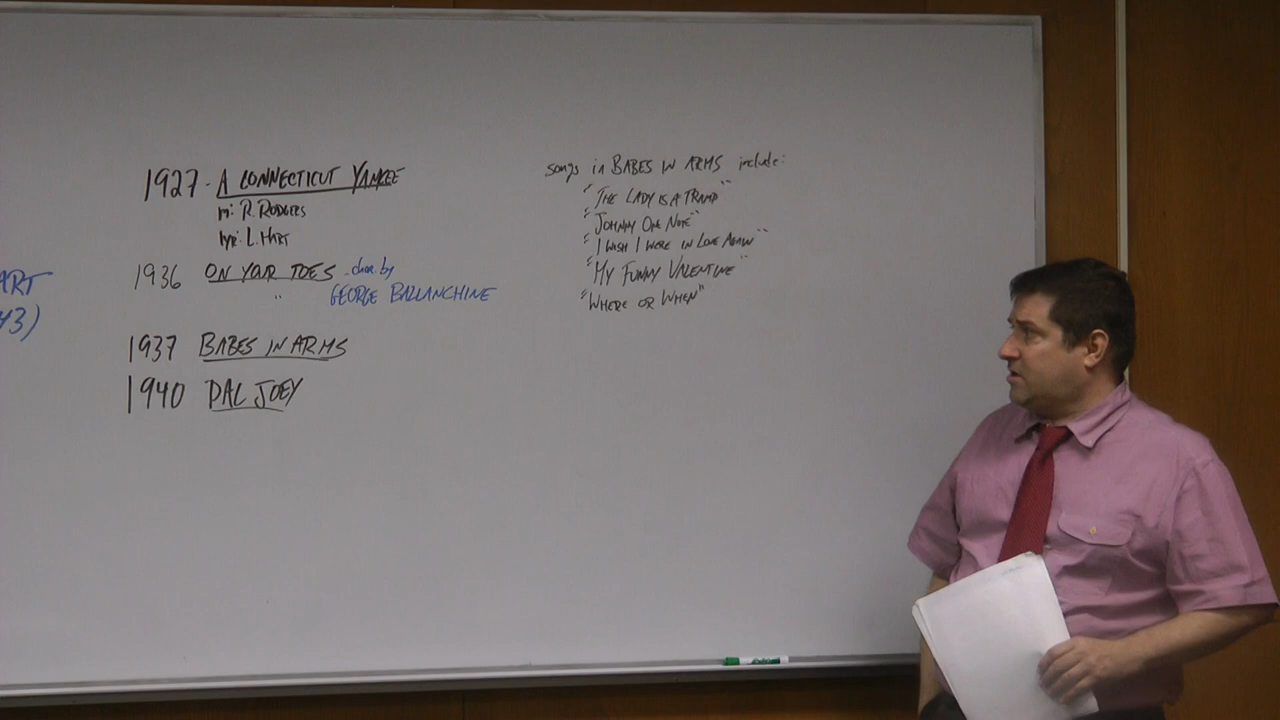 1927 - A CONNECTICUT YANKEE
m: R. RODGERS
lyr: L. HART
1936 ON YOUR TOES - chor. by
" GEORGE BALLANCHINE
ART
43)
1937 BABES IN ARMS
1940 PAL JOEY
songs in BABES IN ARMS include:
"THE LADY IS A TRAMP"
"JOHNNY ONE NOTE"
"I WISH I WERE IN LOVE AGAIN"
"MY FUNNY VALENTINE"
"WHERE OR WHEN"